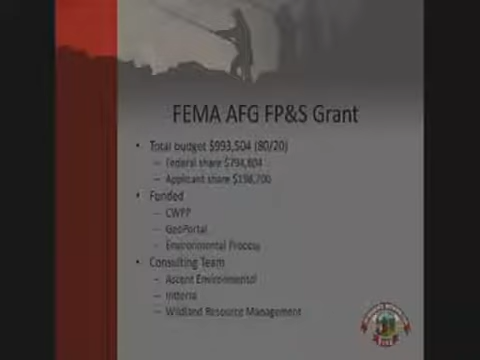 FEMA AFG FP&S Grant
• Total budget $993,504 (80/20)
– Federal share $794,804
– Applicant share $198,700
• Funded
– CWPP
– GeoPortal
– Environmental Process
• Consulting Team
– Ascent Environmental
– Intterra
– Wildland Resource Management